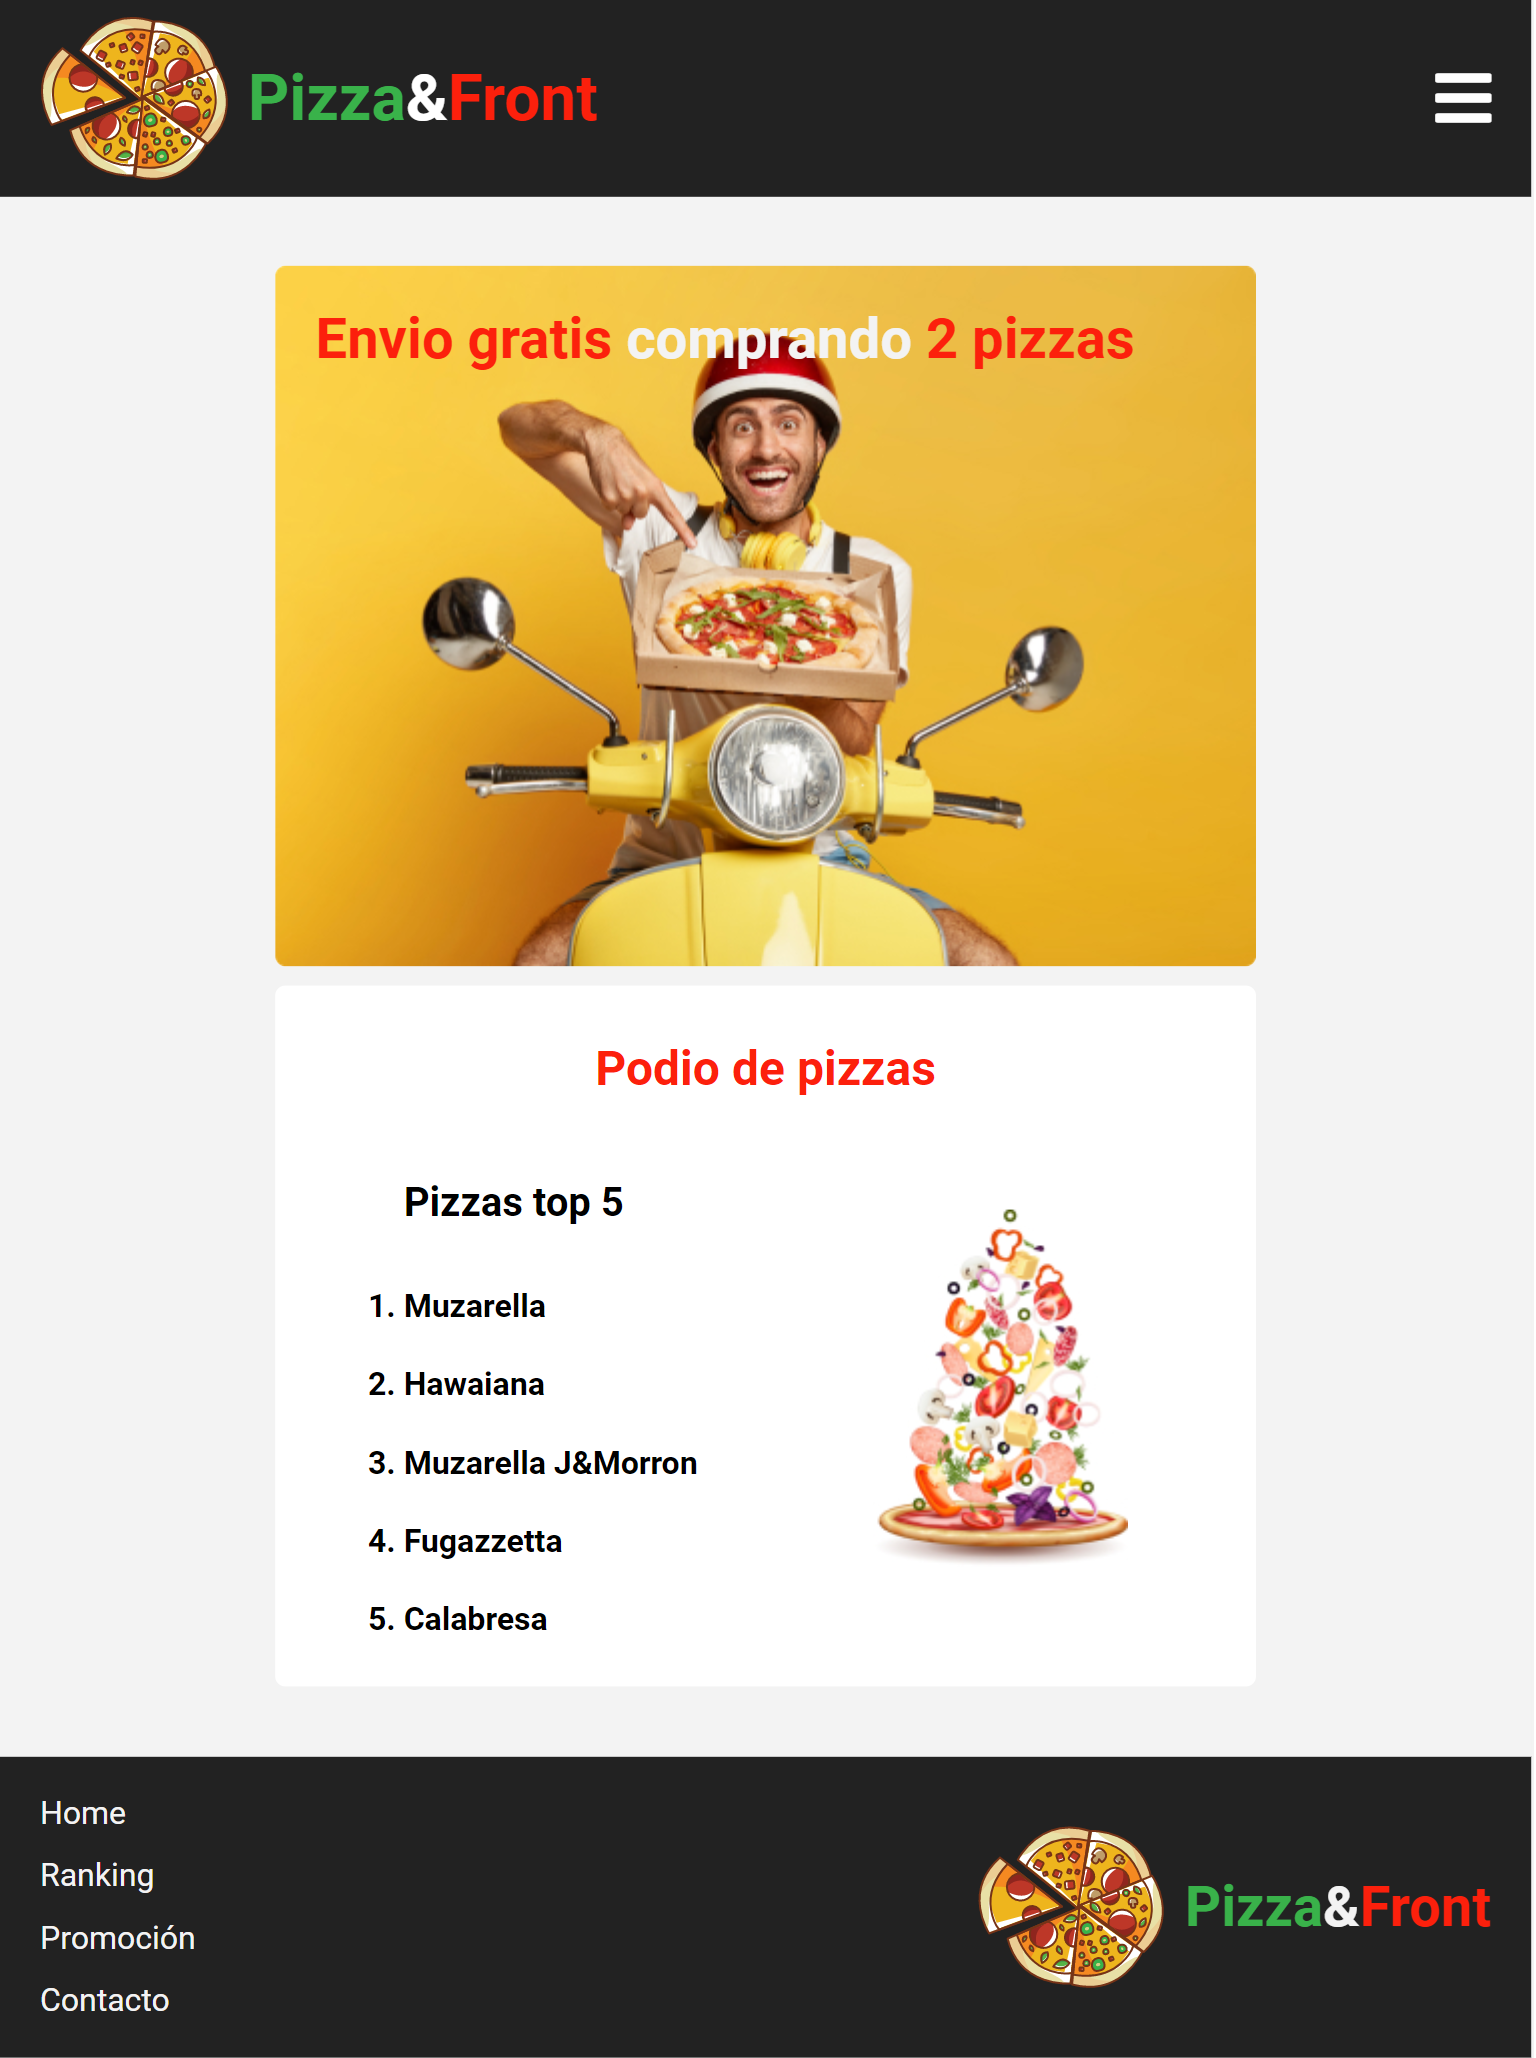 Pizza&Front
Envio gratis comprando 2 pizzas
Podio de pizzas
Pizzas top 5
1. Muzarella
2. Hawaiana
3. Muzarella J&Morron
4. Fugazzetta
5. Calabresa
Home
Ranking
Promoción
Contacto
Pizza&Front